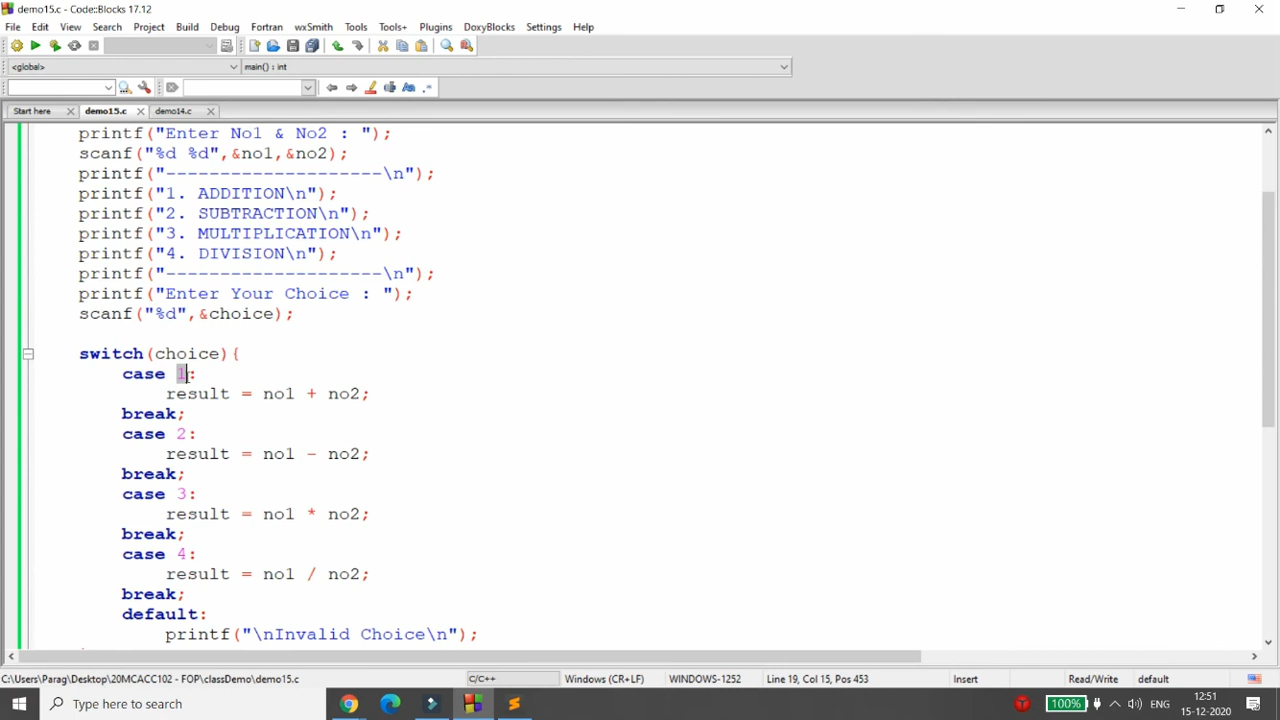 demo15.c - Code::Blocks 17.12
File Edit View Search Project Build Debug Fortran wxSmith Tools Tools+ Plugins DoxyBlocks Settings Help
<global> main() : int
Start here demo15.c demo14.c
printf("Enter No1 & No2 : ");
scanf("%d %d",&no1,&no2);
printf("--------------------\n");
printf("1. ADDITION\n");
printf("2. SUBTRACTION\n");
printf("3. MULTIPLICATION\n");
printf("4. DIVISION\n");
printf("--------------------\n");
printf("Enter Your Choice : ");
scanf("%d",&choice);
switch(choice){
case 1:
result = no1 + no2;
break;
case 2:
result = no1 - no2;
break;
case 3:
result = no1 * no2;
break;
case 4:
result = no1 / no2;
break;
default:
printf("\nInvalid Choice\n");
C:\Users\Parag\Desktop\20MCACC102 - FOP\classDemo\demo15.c C/C++ Windows (CR+LF) WINDOWS-1252 Line 19, Col 15, Pos 453 Insert Read/Write default
Type here to search 100% ENG 12:51
15-12-2020